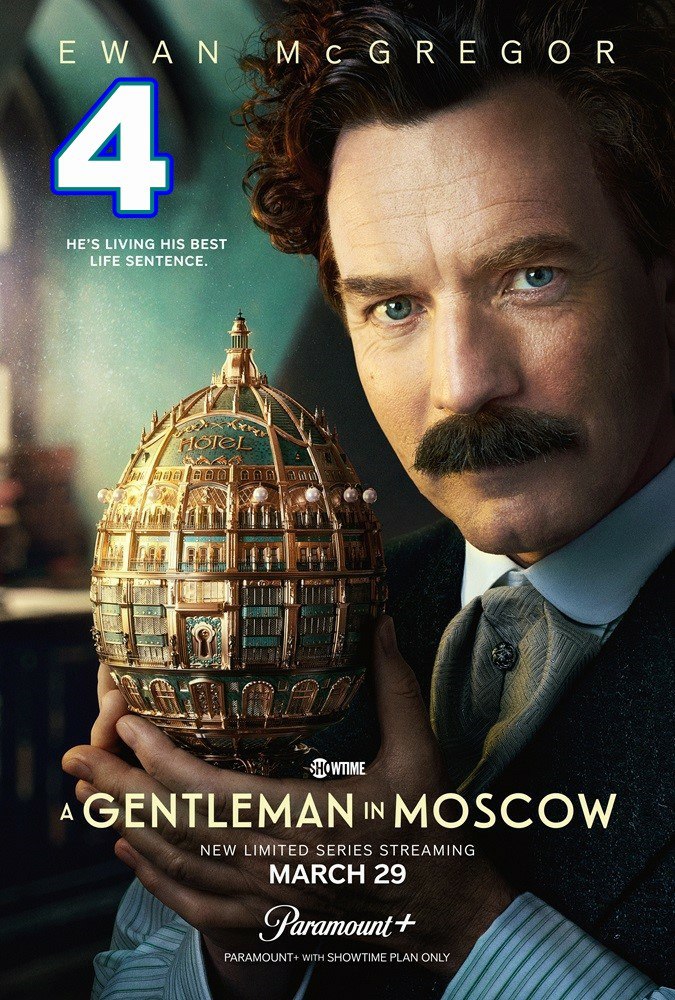 EWAN McGREGOR
4
HE'S LIVING HIS BEST
LIFE SENTENCE.
HOTEL
SHOWTIME
A GENTLEMAN IN MOSCOW
NEW LIMITED SERIES STREAMING
MARCH 29
Paramount+
PARAMOUNT+ WITH SHOWTIME PLAN ONLY